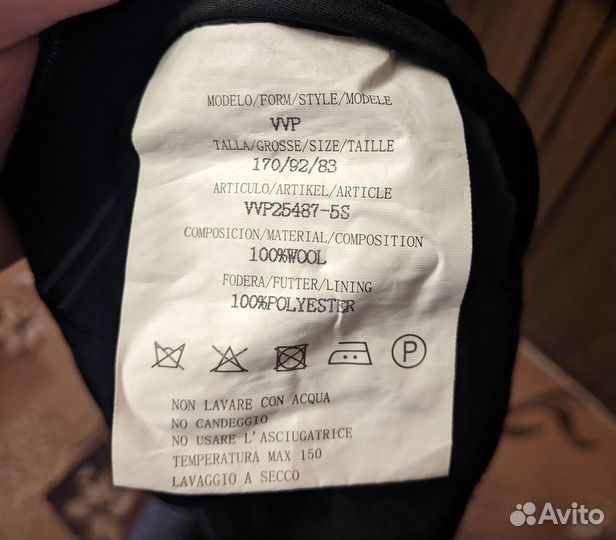 MODELO/FORM/STYLE/MODELE
VVP
TALLA/GROSSE/SIZE/TAILLE
170/92/83
ARTICULO/ARTIKEL/ARTICLE
VVP25487-5S
COMPOSICION/MATERIAL/COMPOSITION
100%WOOL
FODERA/FUTTER/LINING
100%POLYESTER
P
NON LAVARE CON ACQUA
NO CANDEGGIO
NO USARE L'ASCIUGATRICE
TEMPERATURA MAX 150
LAVAGGIO A SECCO
Avito